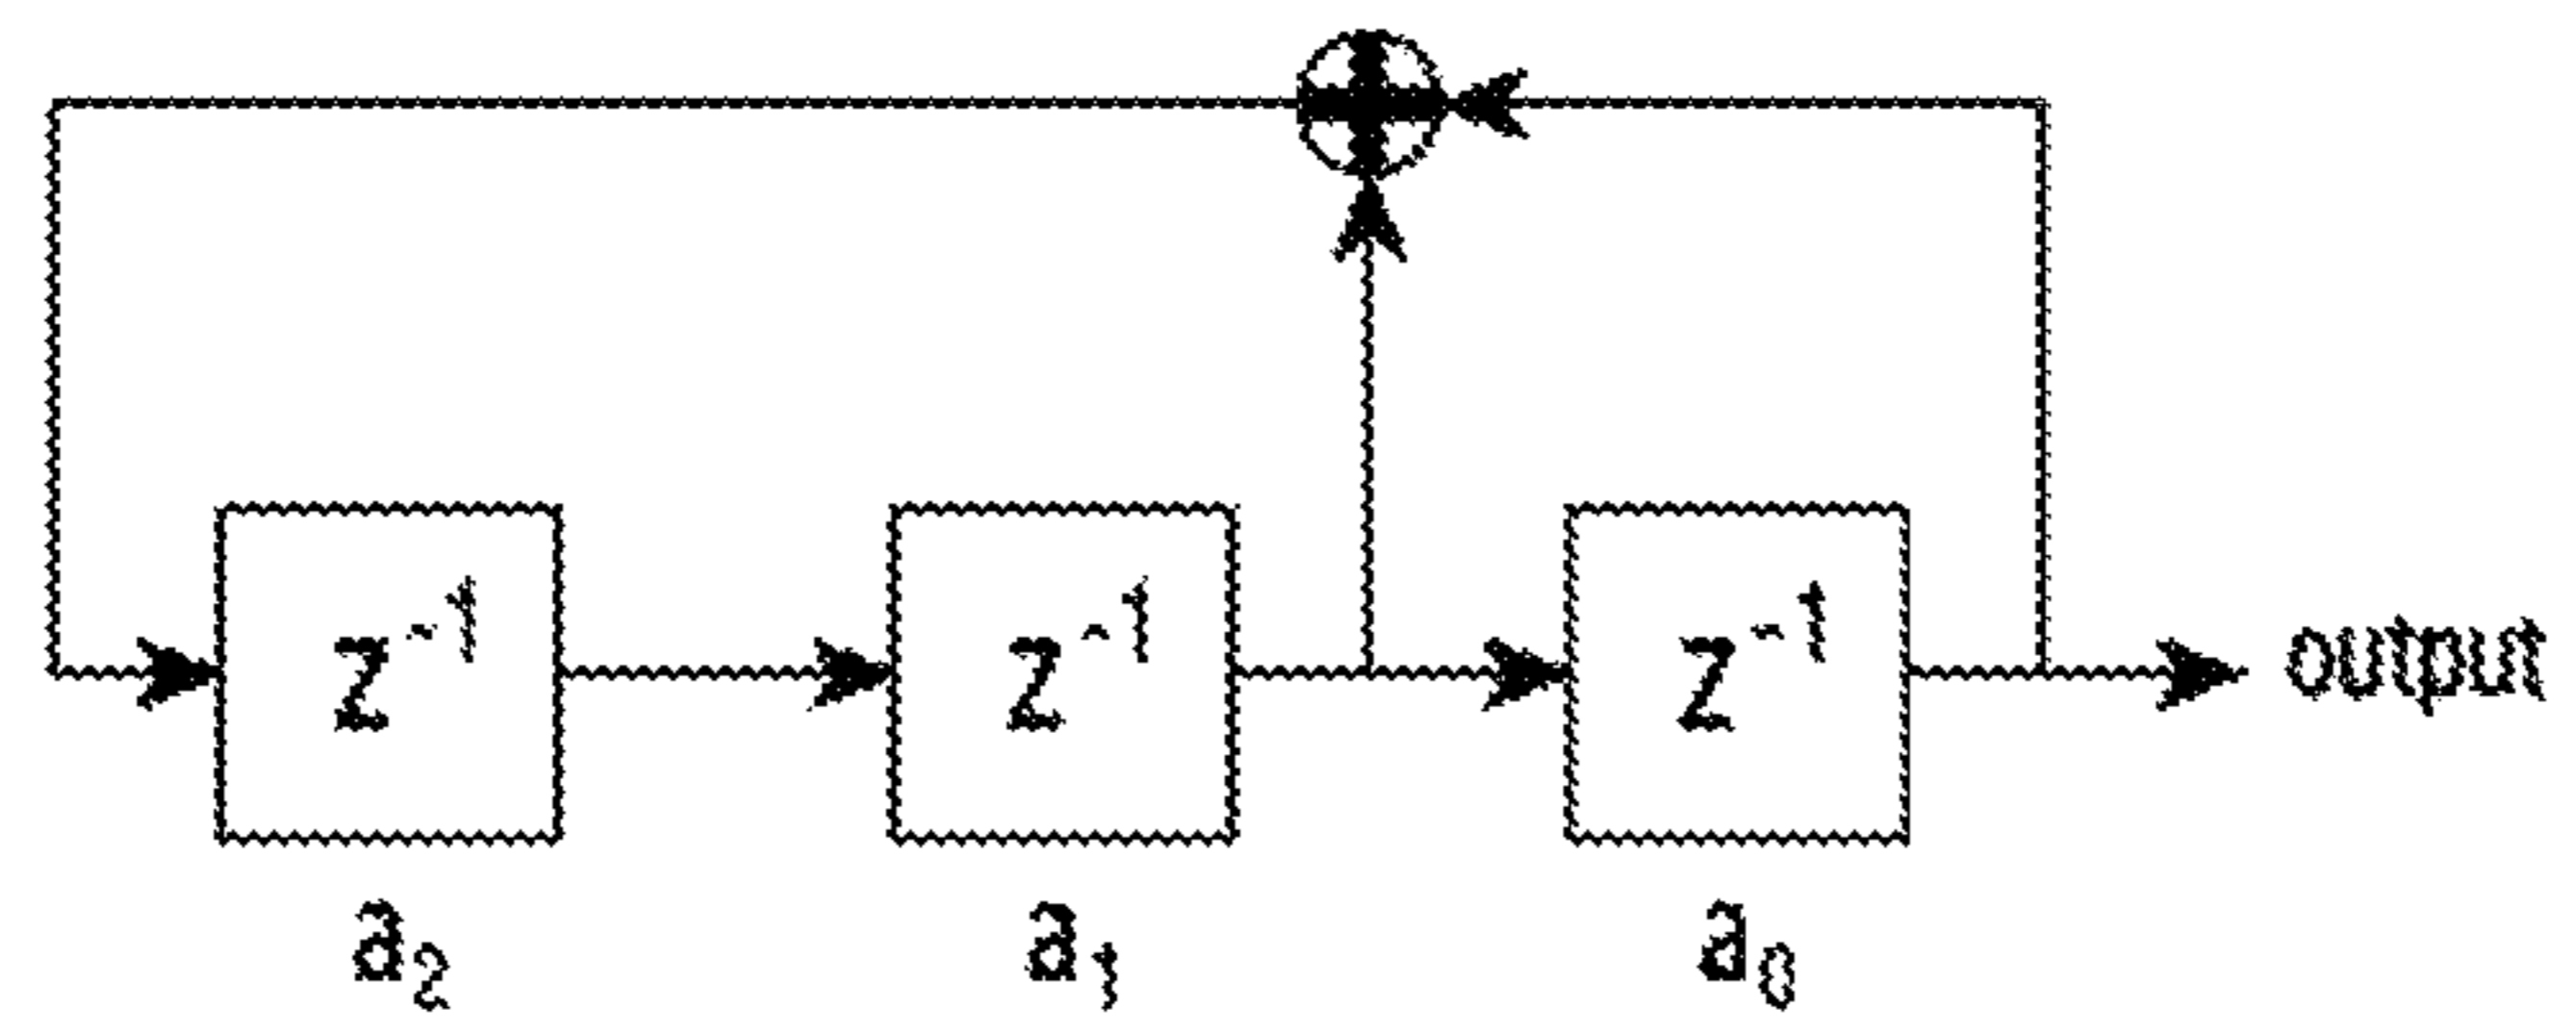 z⁻¹ z⁻¹ z⁻¹ output
a₂ a₁ a₀